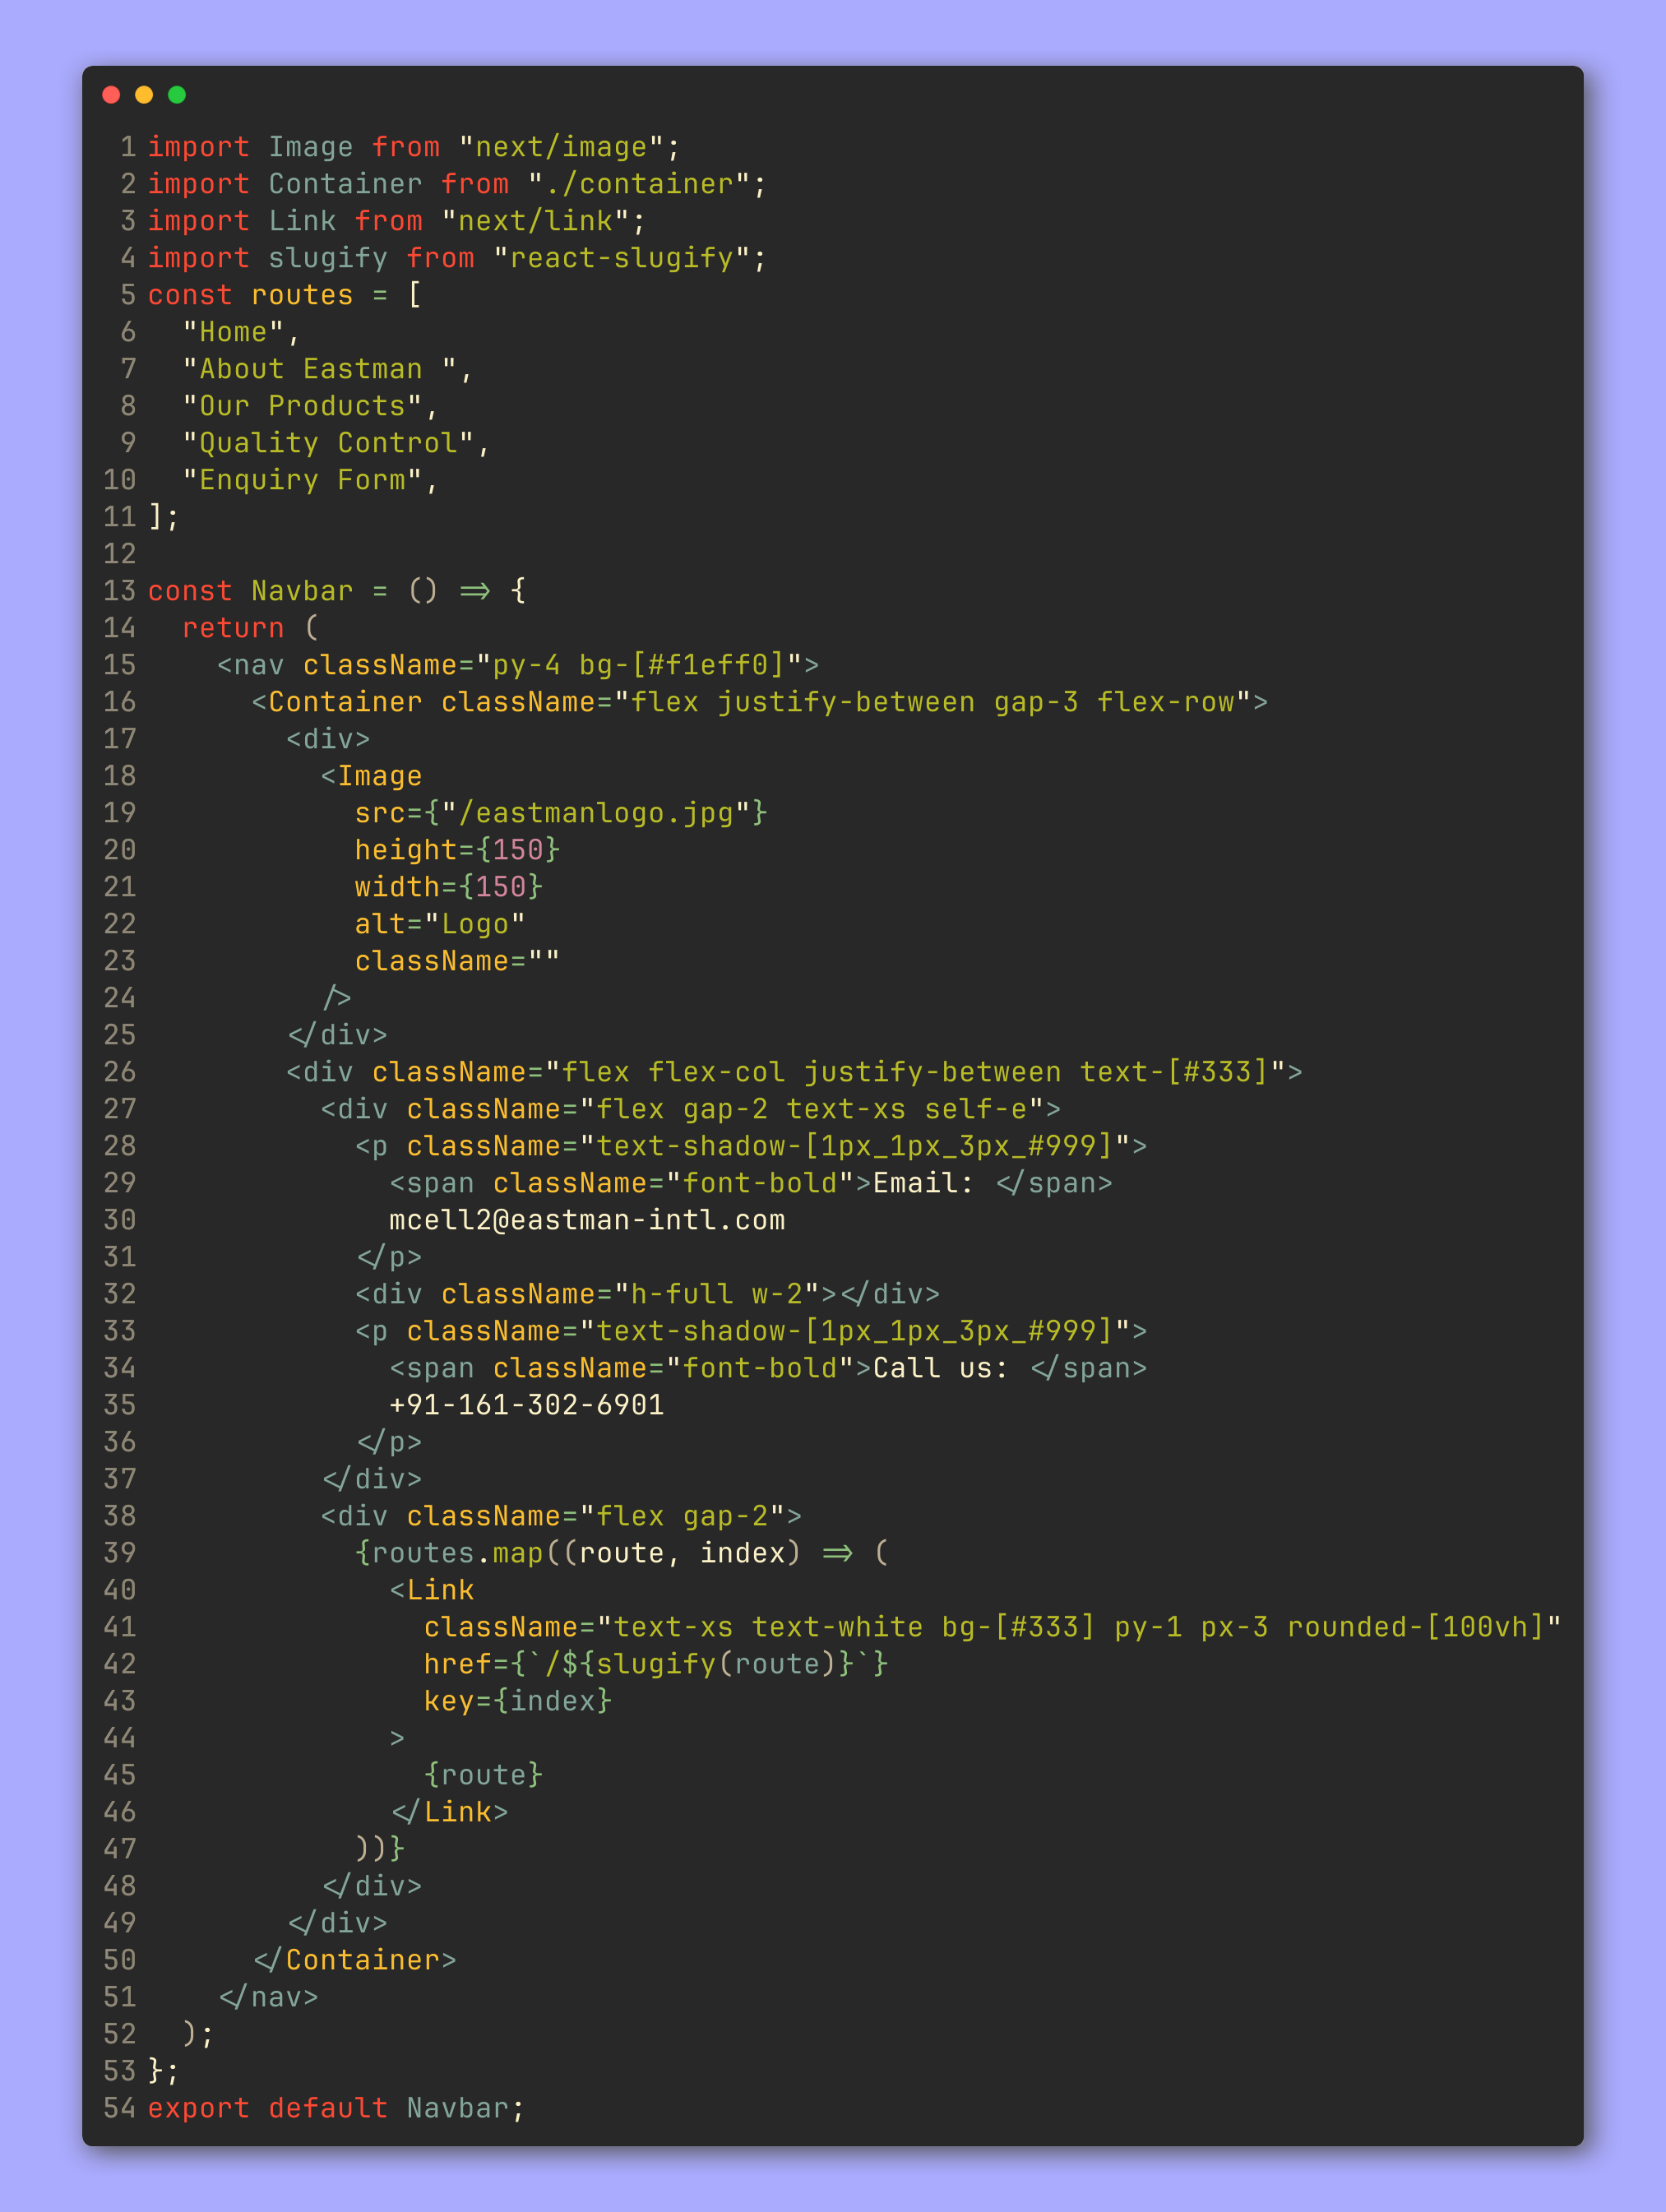 1 import Image from "next/image";
2 import Container from "./container";
3 import Link from "next/link";
4 import slugify from "react-slugify";
5 const routes = [
6   "Home",
7   "About Eastman ",
8   "Our Products",
9   "Quality Control",
10   "Enquiry Form",
11 ];
12
13 const Navbar = () => {
14   return (
15     <nav className="py-4 bg-[#f1eff0]">
16       <Container className="flex justify-between gap-3 flex-row">
17         <div>
18           <Image
19             src={"/eastmanlogo.jpg"}
20             height={150}
21             width={150}
22             alt="Logo"
23             className=""
24           />
25         </div>
26         <div className="flex flex-col justify-between text-[#333]">
27           <div className="flex gap-2 text-xs self-e">
28             <p className="text-shadow-[1px_1px_3px_#999]">
29               <span className="font-bold">Email: </span>
30               mcell2@eastman-intl.com
31             </p>
32             <div className="h-full w-2"></div>
33             <p className="text-shadow-[1px_1px_3px_#999]">
34               <span className="font-bold">Call us: </span>
35               +91-161-302-6901
36             </p>
37           </div>
38           <div className="flex gap-2">
39             {routes.map((route, index) => (
40               <Link
41                 className="text-xs text-white bg-[#333] py-1 px-3 rounded-[100vh]"
42                 href={`/${slugify(route)}`}
43                 key={index}
44               >
45                 {route}
46               </Link>
47             ))}
48           </div>
49         </div>
50       </Container>
51     </nav>
52   );
53 };
54 export default Navbar;